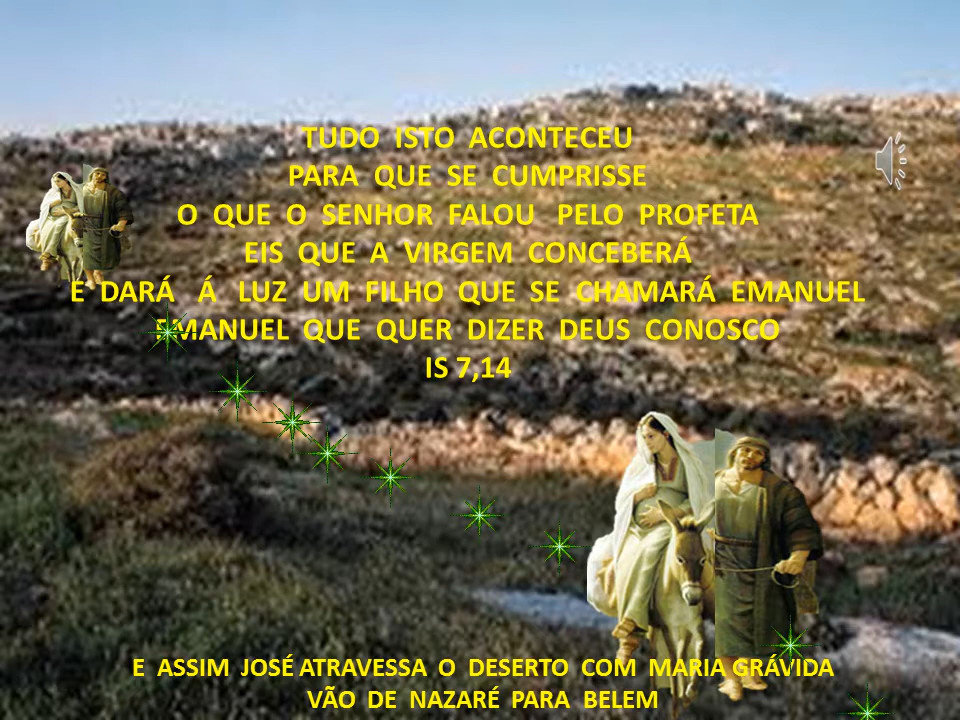 TUDO ISTO ACONTECEU
PARA QUE SE CUMPRISSE
O QUE O SENHOR FALOU PELO PROFETA
EIS QUE A VIRGEM CONCEBERÁ
E DARÁ Á LUZ UM FILHO QUE SE CHAMARÁ EMANUEL
EMANUEL QUE QUER DIZER DEUS CONOSCO
IS 7,14
E ASSIM JOSÉ ATRAVESSA O DESERTO COM MARIA GRÁVIDA
VÃO DE NAZARÉ PARA BELEM